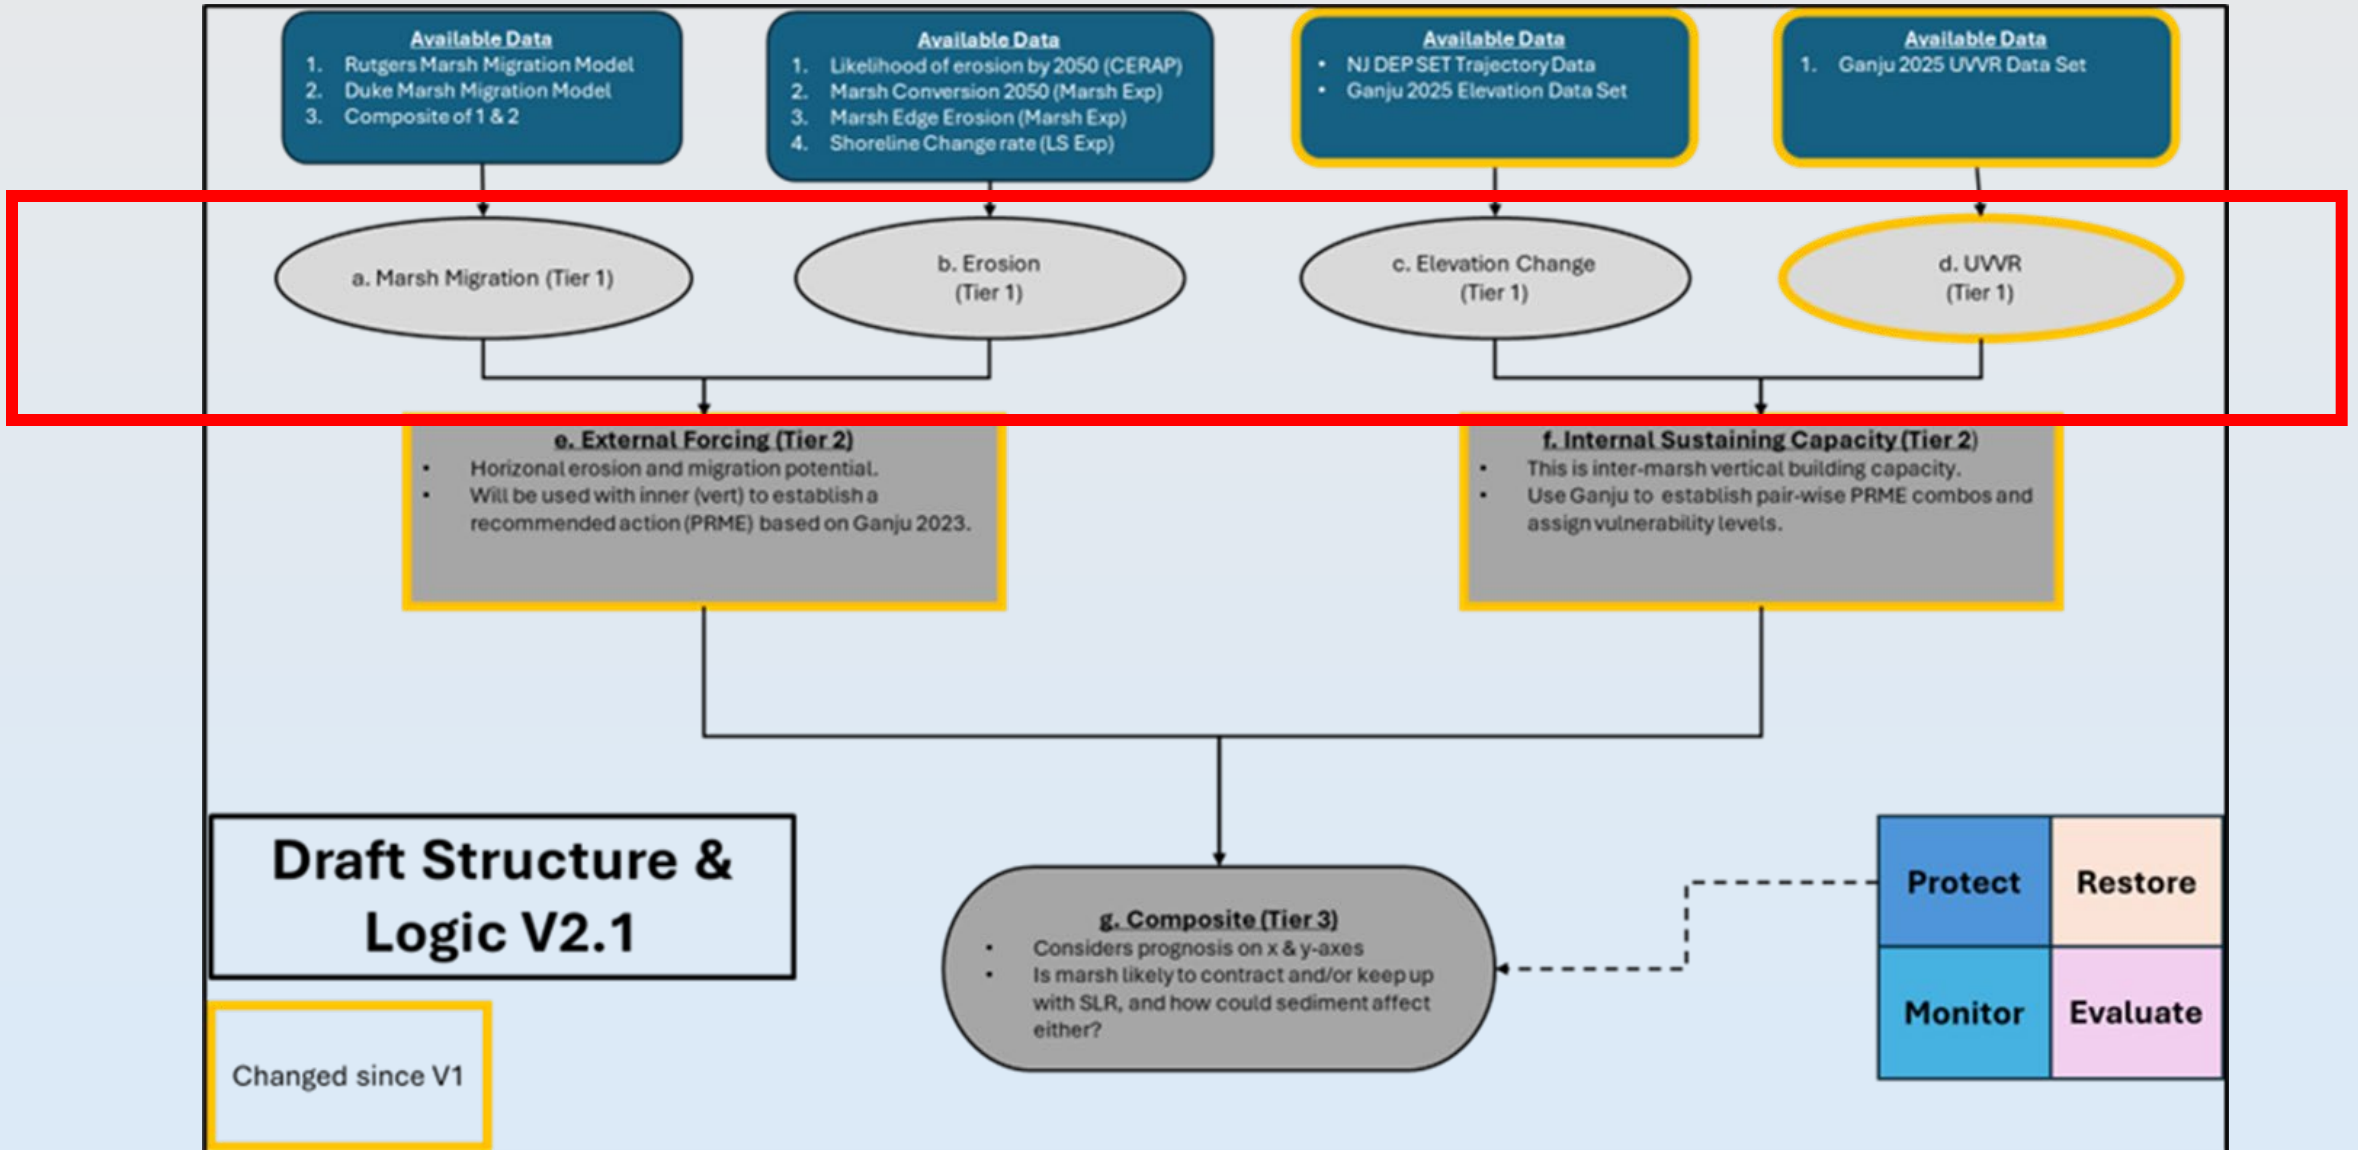 Available Data
1. Rutgers Marsh Migration Model
2. Duke Marsh Migration Model
3. Composite of 1 & 2
Available Data
1. Likelihood of erosion by 2050 (CERAP)
2. Marsh Conversion 2050 (Marsh Exp)
3. Marsh Edge Erosion (Marsh Exp)
4. Shoreline Change rate (LS Exp)
Available Data
• NJ DEP SET Trajectory Data
• Ganju 2025 Elevation Data Set
Available Data
1. Ganju 2025 UVVR Data Set
a. Marsh Migration (Tier 1)
b. Erosion
(Tier 1)
c. Elevation Change
(Tier 1)
d. UVVR
(Tier 1)
e. External Forcing (Tier 2)
• Horizonal erosion and migration potential.
• Will be used with inner (vert) to establish a
recommended action (PRME) based on Ganju 2023.
f. Internal Sustaining Capacity (Tier 2)
• This is inter-marsh vertical building capacity.
• Use Ganju to establish pair-wise PRME combos and
assign vulnerability levels.
Draft Structure &
Logic V2.1
g. Composite (Tier 3)
• Considers prognosis on x & y-axes
• Is marsh likely to contract and/or keep up
with SLR, and how could sediment affect
either?
Protect
Restore
Monitor
Evaluate
Changed since V1